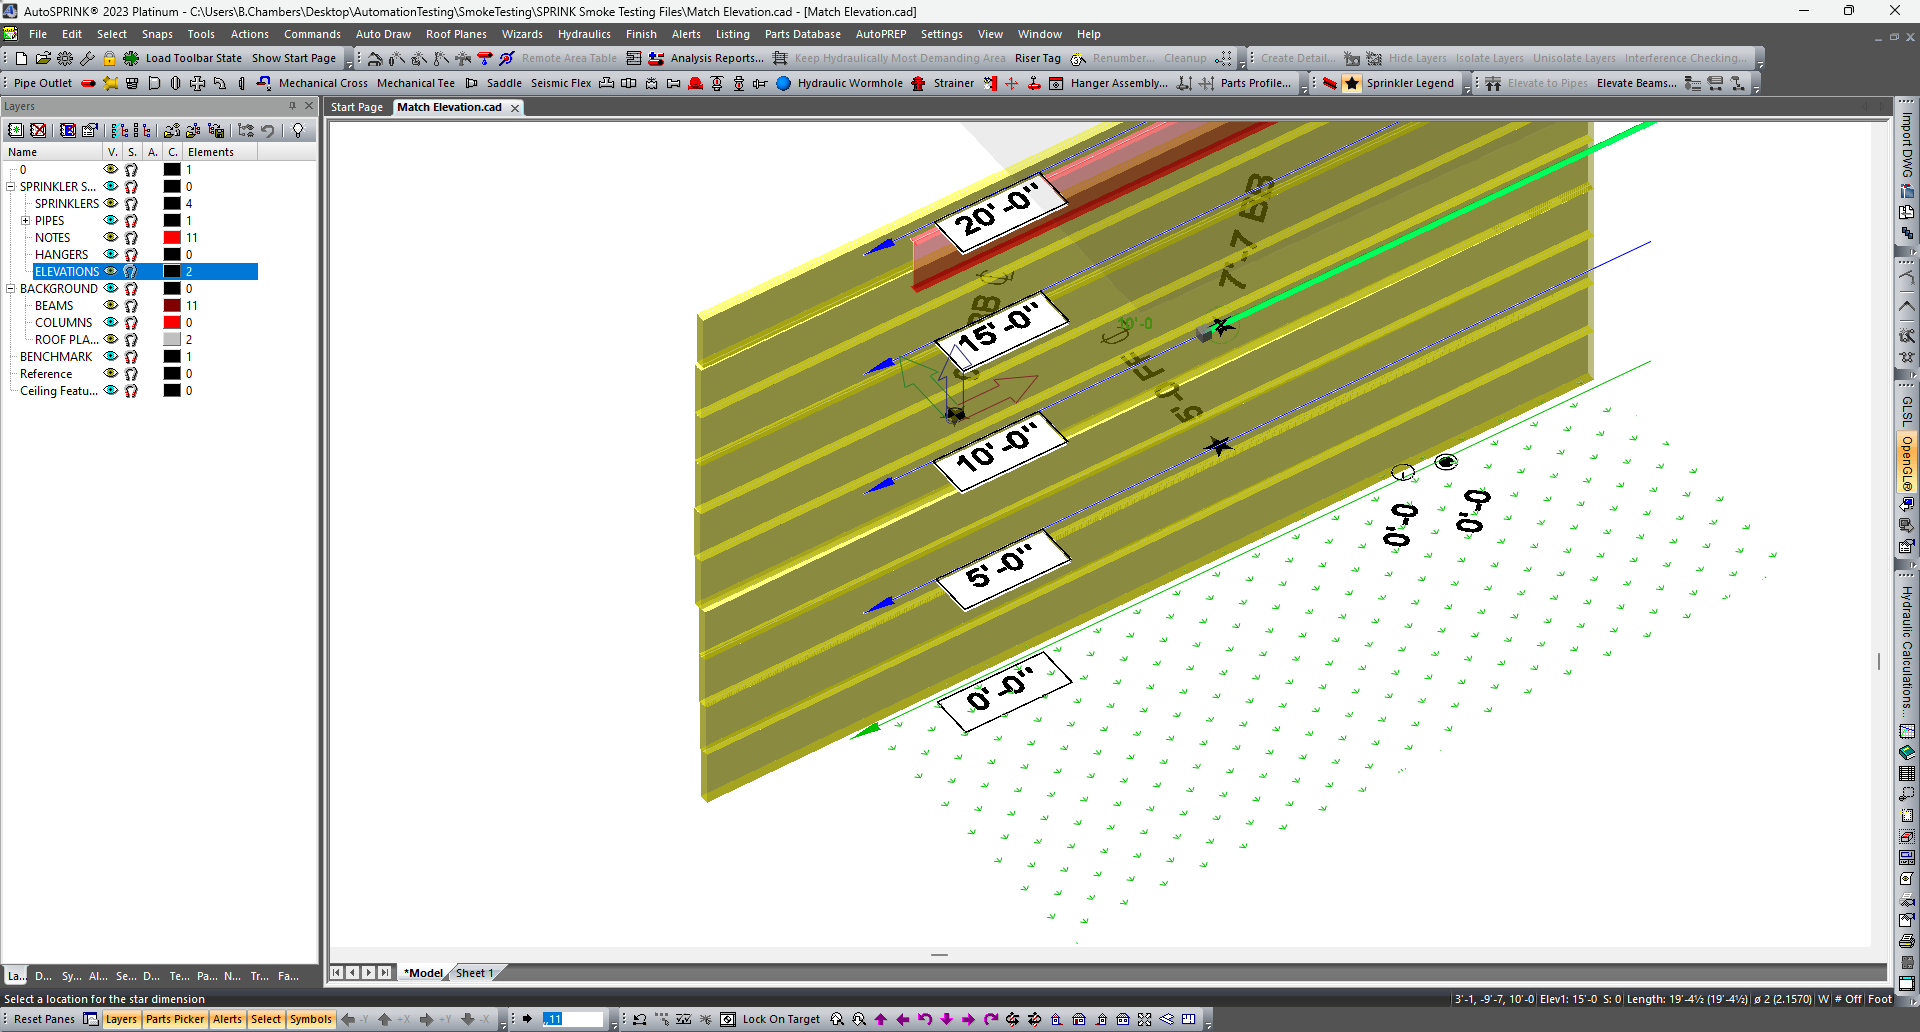 AutoSPRINK® 2023 Platinum - C:\Users\B.Chambers\Desktop\AutomationTesting\SmokeTesting\SPRINK Smoke Testing Files\Match Elevation.cad - [Match Elevation.cad]
File Edit Select Snaps Tools Actions Commands Auto Draw Roof Planes Wizards Hydraulics Finish Alerts Listing Parts Database AutoPREP Settings View Window Help
Load Toolbar State Show Start Page Remote Area Table Analysis Reports... Keep Hydraulically Most Demanding Area Riser Tag Renumber... Cleanup Create Detail... Hide Layers Isolate Layers Unisolate Layers Interference Checking...
Pipe Outlet Mechanical Cross Mechanical Tee Saddle Seismic Flex Hydraulic Wormhole Strainer Hanger Assembly... Parts Profile... Sprinkler Legend Elevate to Pipes Elevate Beams...
Layers
Start Page Match Elevation.cad
Name V. S. A. C. Elements
0 1
SPRINKLER S... 0
SPRINKLERS 4
PIPES 1
NOTES 11
HANGERS 0
ELEVATIONS 2
BACKGROUND 0
BEAMS 11
COLUMNS 0
ROOF PLA... 2
BENCHMARK 1
Reference 0
Ceiling Featu... 0
20'-0"
15'-0"
10'-0"
5'-0"
0'-0"
7'-7 BB
10'-0
FF
5'-0
0'-0
0'-0
Import DWG
GLSL
OpenGL®
Hydraulic Calculations...
La... D... Sy... Al... Se... D... Te... Pa... N... Tr... Fa...
*Model Sheet 1
Select a location for the star dimension
3'-1, -9'-7, 10'-0 Elev1: 15'-0 S: 0 Length: 19'-4½ (19'-4½) ø 2 (2.1570) W # Off Foot
Reset Panes Layers Parts Picker Alerts Select Symbols -Y +X +Y -X ,,11 Lock On Target